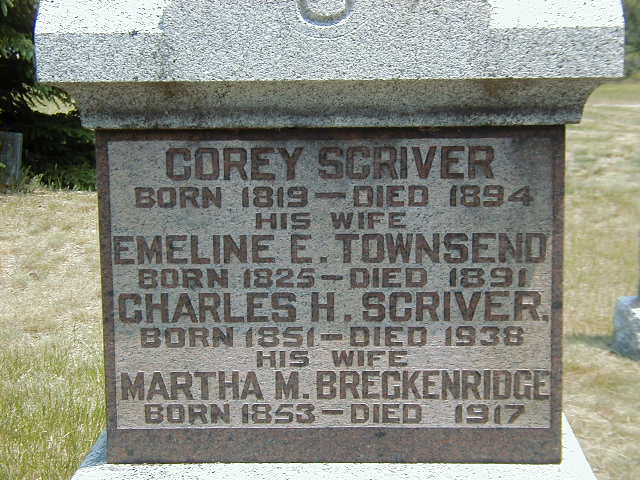 COREY SCRIVER
BORN 1819 — DIED 1894
HIS WIFE
EMELINE E. TOWNSEND
BORN 1825 — DIED 1891
CHARLES H. SCRIVER.
BORN 1851 — DIED 1938
HIS WIFE
MARTHA M. BRECKENRIDGE
BORN 1853 — DIED 1917